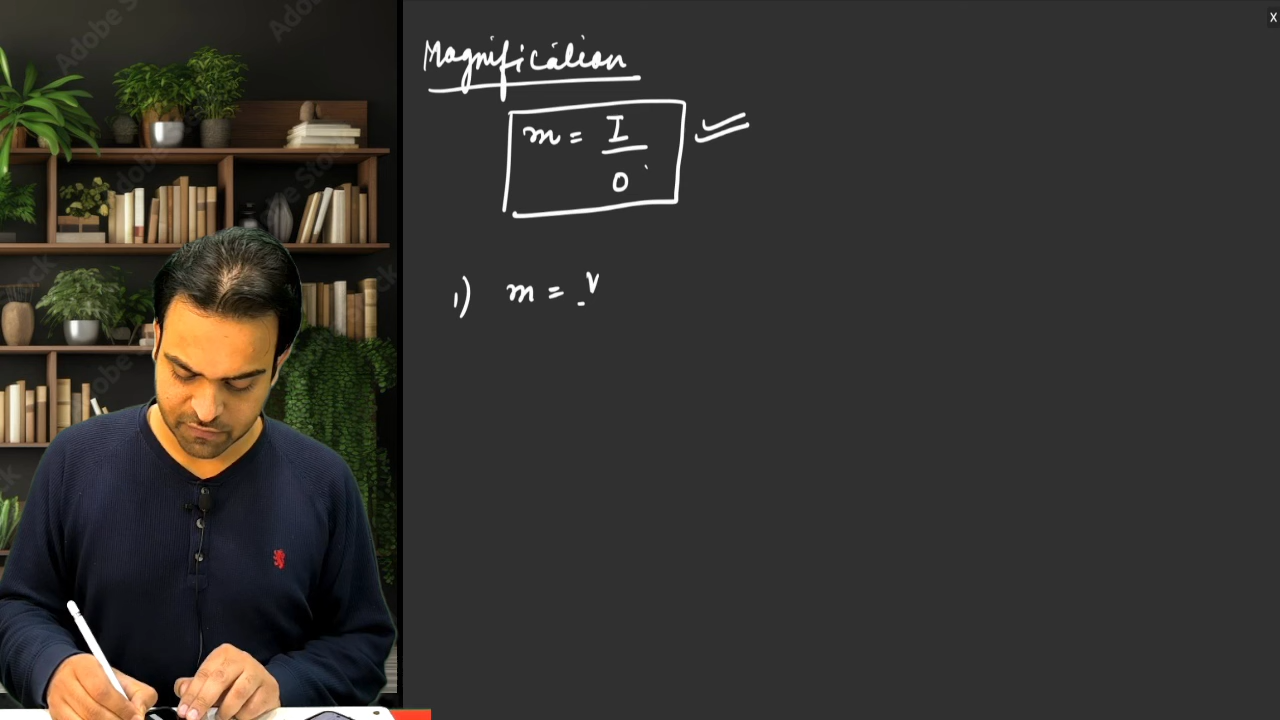 Magnification
m = I
O
1) m = v
X